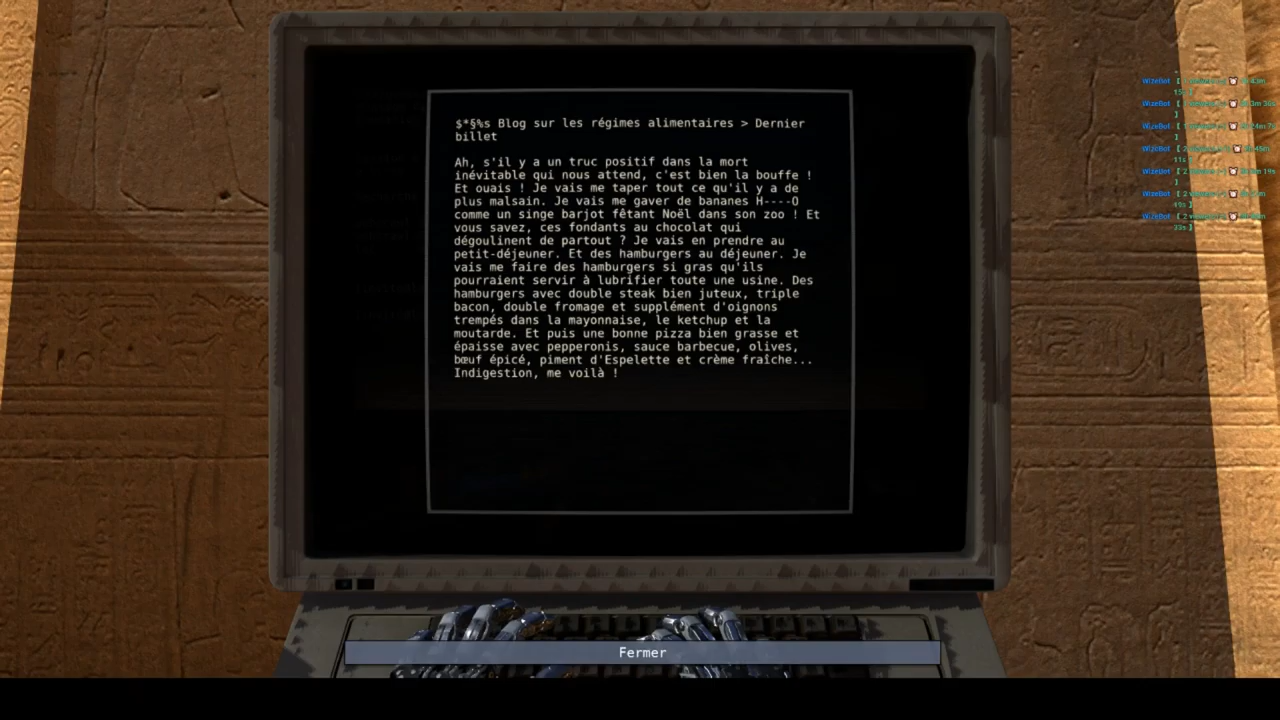 $*§%s Blog sur les régimes alimentaires > Dernier
billet
Ah, s'il y a un truc positif dans la mort
inévitable qui nous attend, c'est bien la bouffe !
Et ouais ! Je vais me taper tout ce qu'il y a de
plus malsain. Je vais me gaver de bananes H----O
comme un singe barjot fêtant Noël dans son zoo ! Et
vous savez, ces fondants au chocolat qui
dégoulinent de partout ? Je vais en prendre au
petit-déjeuner. Et des hamburgers au déjeuner. Je
vais me faire des hamburgers si gras qu'ils
pourraient servir à lubrifier toute une usine. Des
hamburgers avec double steak bien juteux, triple
bacon, double fromage et supplément d'oignons
trempés dans la mayonnaise, le ketchup et la
moutarde. Et puis une bonne pizza bien grasse et
épaisse avec pepperonis, sauce barbecue, olives,
bœuf épicé, piment d'Espelette et crème fraîche...
Indigestion, me voilà !
Fermer
WizeBot
WizeBot
WizeBot
WizeBot
WizeBot
WizeBot
WizeBot